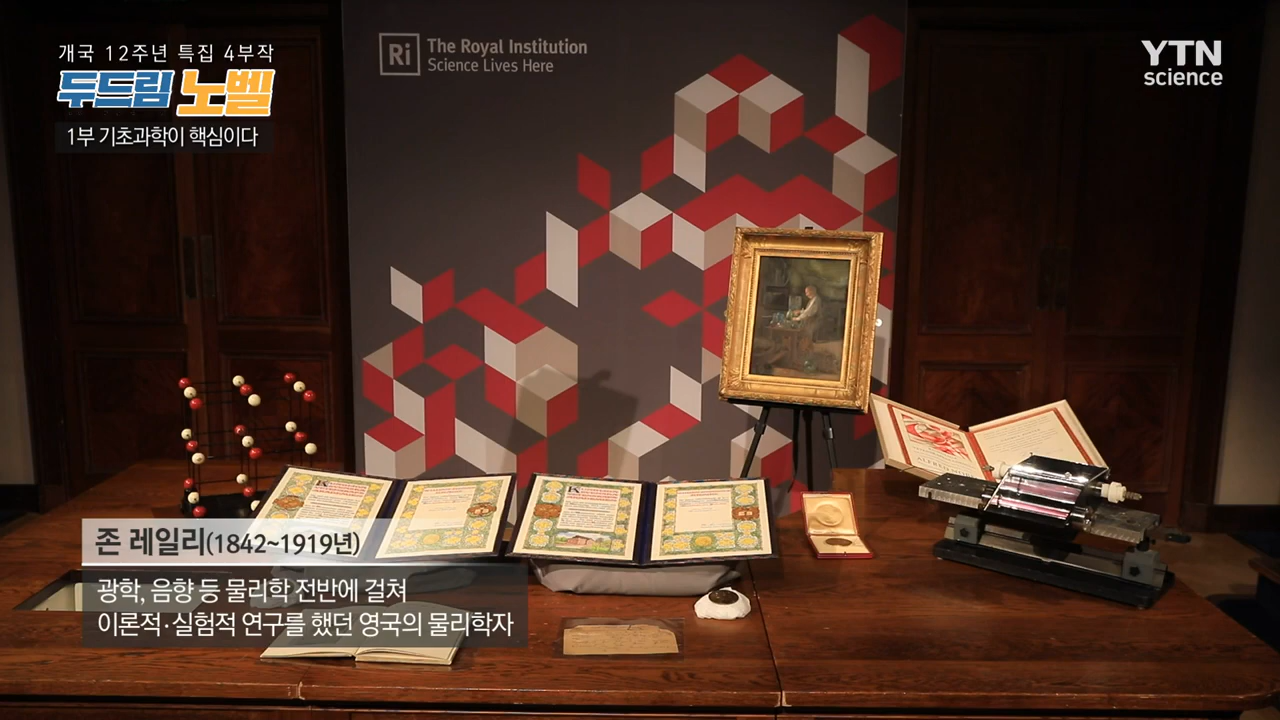 개국 12주년 특집 4부작
두드림 노벨
1부 기초과학이 핵심이다
Ri The Royal Institution
Science Lives Here
YTN
science
존 레일리(1842~1919년)
광학, 음향 등 물리학 전반에 걸쳐
이론적·실험적 연구를 했던 영국의 물리학자